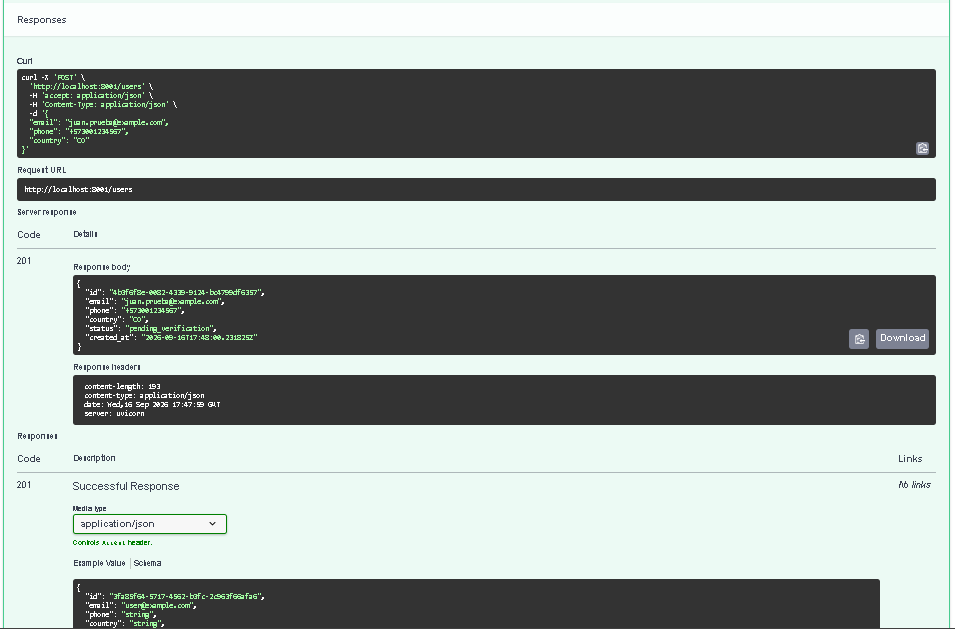 Responses
Curl
curl -X 'POST' \
'http://localhost:8001/users' \
-H 'accept: application/json' \
-H 'Content-Type: application/json' \
-d '{
"email": "juan.prueba@example.com",
"phone": "+573001234567",
"country": "CO"
}'
Request URL
http://localhost:8001/users
Server response
Code Details
201
Response body
{
"id": "4b3f6f8e-0082-4339-9124-bc4799df6357",
"email": "juan.prueba@example.com",
"phone": "+573001234567",
"country": "CO",
"status": "pending_verification",
"created_at": "2026-09-16T17:48:00.231825Z"
}
Download
Response headers
content-length: 193
content-type: application/json
date: Wed,16 Sep 2026 17:47:59 GMT
server: uvicorn
Responses
Code Description Links
201 Successful Response No links
Media type
application/json
Controls Accept header.
Example Value Schema
{
"id": "3fa85f64-5717-4562-b3fc-2c963f66afa6",
"email": "user@example.com",
"phone": "string",
"country": "string",